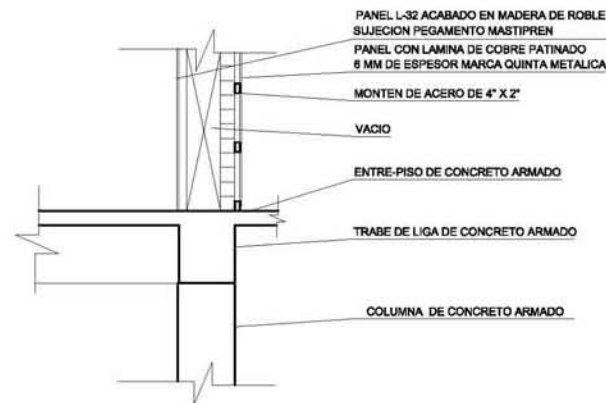 PANEL L-32 ACABADO EN MADERA DE ROBLE
SUJECION PEGAMENTO MASTIPREN
PANEL CON LAMINA DE COBRE PATINADO
6 MM DE ESPESOR MARCA QUINTA METALICA
MONTEN DE ACERO DE 4" X 2"
VACIO
ENTRE-PISO DE CONCRETO ARMADO
TRABE DE LIGA DE CONCRETO ARMADO
COLUMNA DE CONCRETO ARMADO